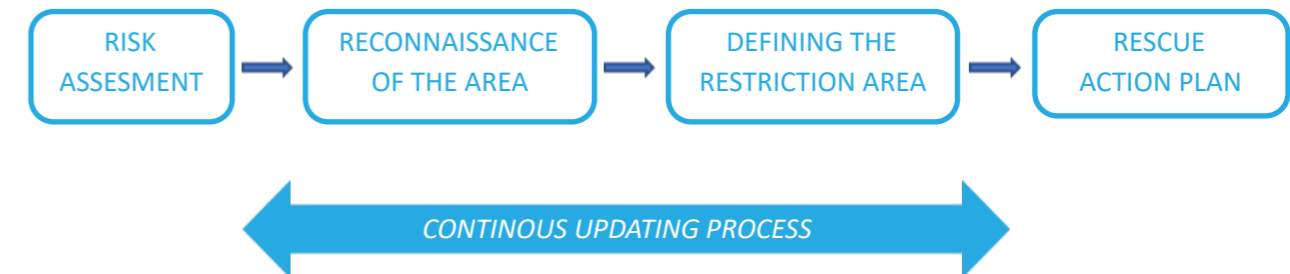 RISK
ASSESMENT
RECONNAISSANCE
OF THE AREA
DEFINING THE
RESTRICTION AREA
RESCUE
ACTION PLAN
CONTINOUS UPDATING PROCESS